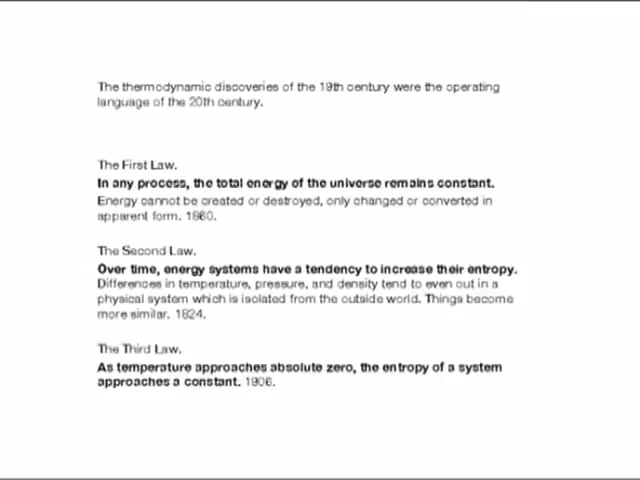 The thermodynamic discoveries of the 19th century were the operating
language of the 20th century.
The First Law.
In any process, the total energy of the universe remains constant.
Energy cannot be created or destroyed, only changed or converted in
apparent form. 1860.
The Second Law.
Over time, energy systems have a tendency to increase their entropy.
Differences in temperature, pressure, and density tend to even out in a
physical system which is isolated from the outside world. Things become
more similar. 1824.
The Third Law.
As temperature approaches absolute zero, the entropy of a system
approaches a constant. 1906.